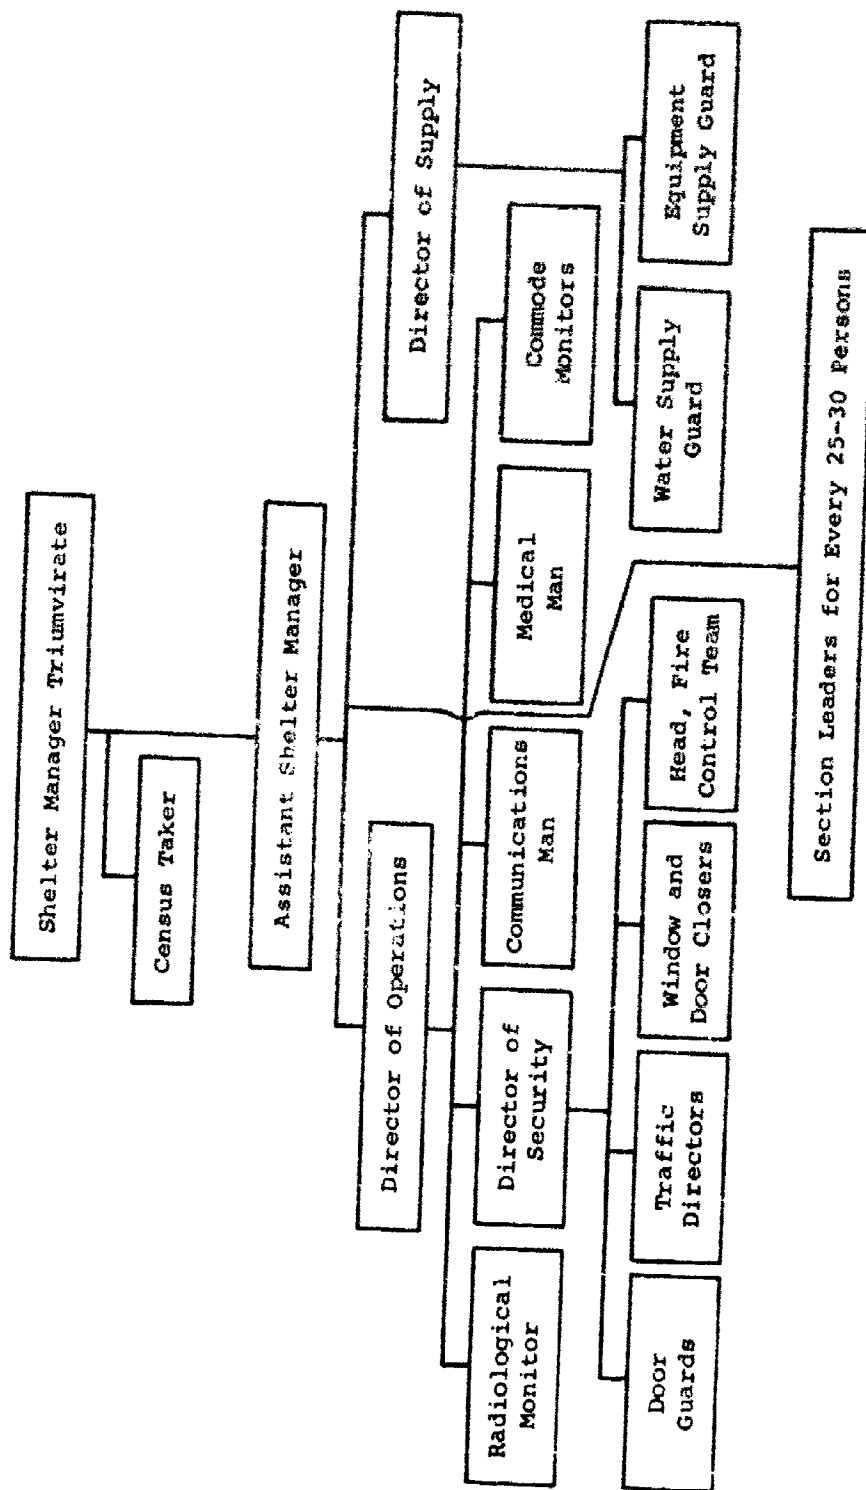 Shelter Manager Triumvirate
Census Taker
Assistant Shelter Manager
Director of Operations
Director of Supply
Radiological
Monitor
Director of
Security
Communications
Man
Medical
Man
Commode
Monitors
Door
Guards
Traffic
Directors
Window and
Door Closers
Head, Fire
Control Team
Water Supply
Guard
Equipment
Supply Guard
Section Leaders for Every 25-30 Persons